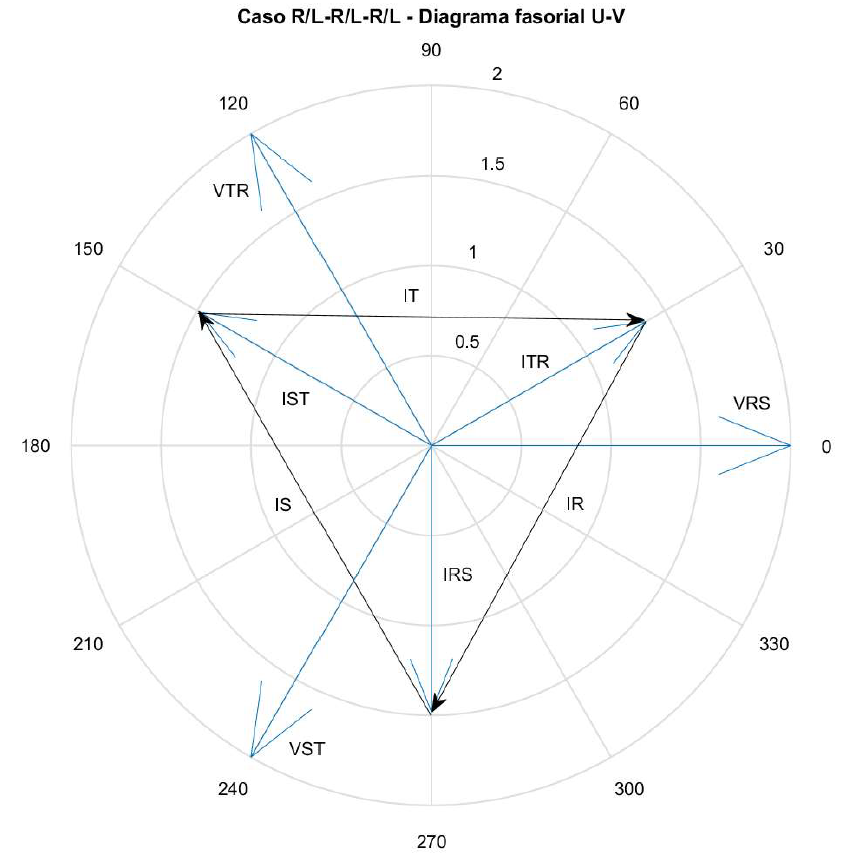 Caso R/L-R/L-R/L - Diagrama fasorial U-V
90
2
120
60
1.5
VTR
150
30
1
IT
0.5
ITR
IST
VRS
180
0
IS
IR
IRS
210
330
VST
240
300
270